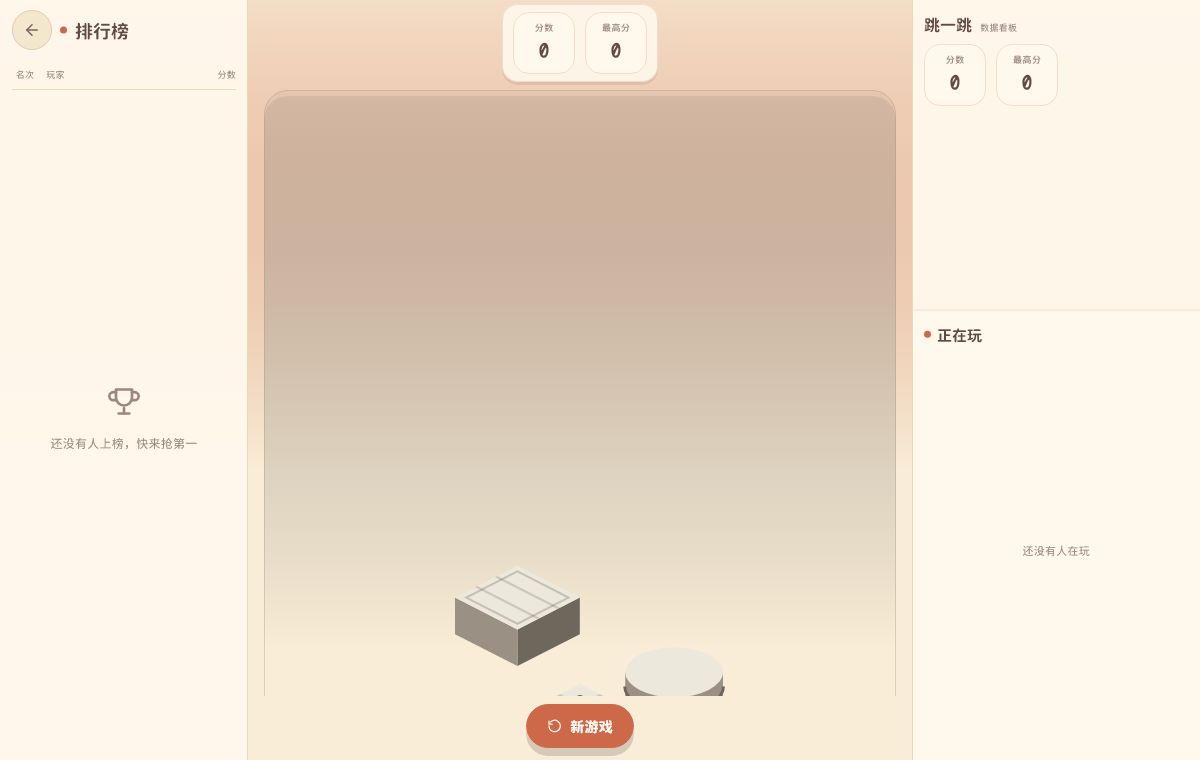 排行榜
名次 玩家 分数
还没有人上榜，快来抢第一
分数 最高分
0 0
新游戏
跳一跳 数据看板
分数 最高分
0 0
正在玩
还没有人在玩